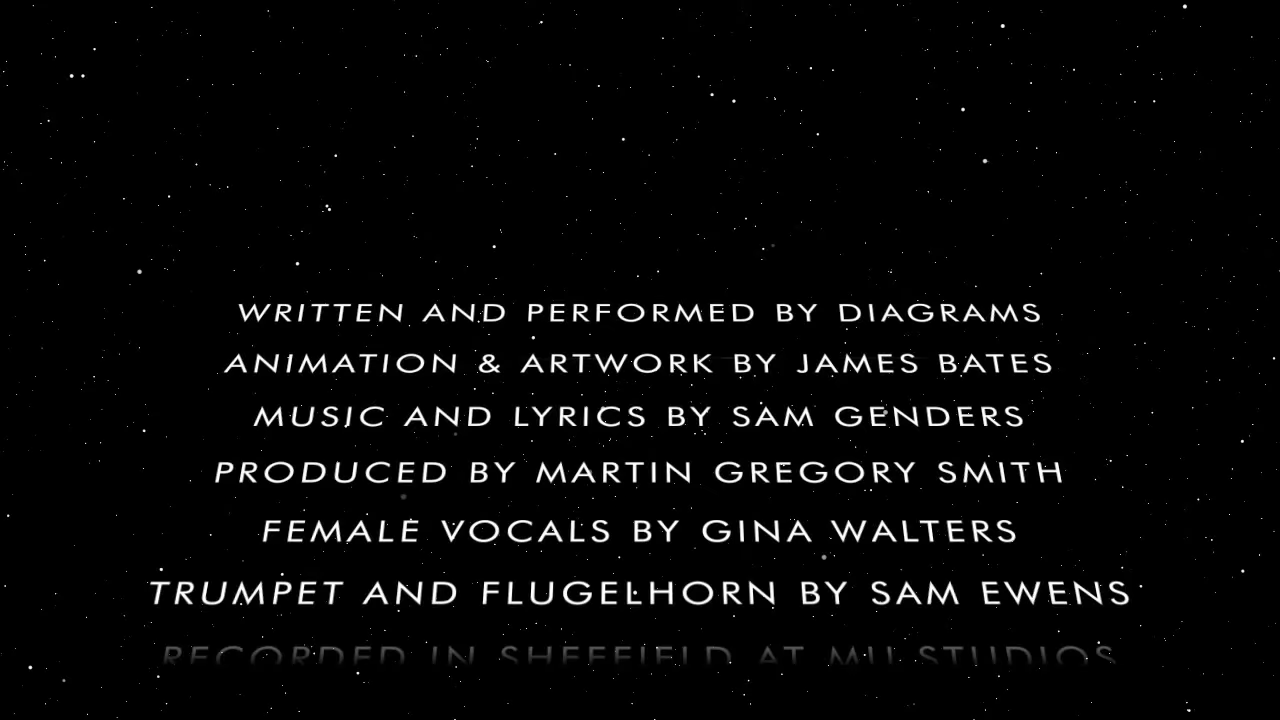 WRITTEN AND PERFORMED BY DIAGRAMS
ANIMATION & ARTWORK BY JAMES BATES
MUSIC AND LYRICS BY SAM GENDERS
PRODUCED BY MARTIN GREGORY SMITH
FEMALE VOCALS BY GINA WALTERS
TRUMPET AND FLUGELHORN BY SAM EWENS
RECORDED IN SHEFFIELD AT MU STUDIOS